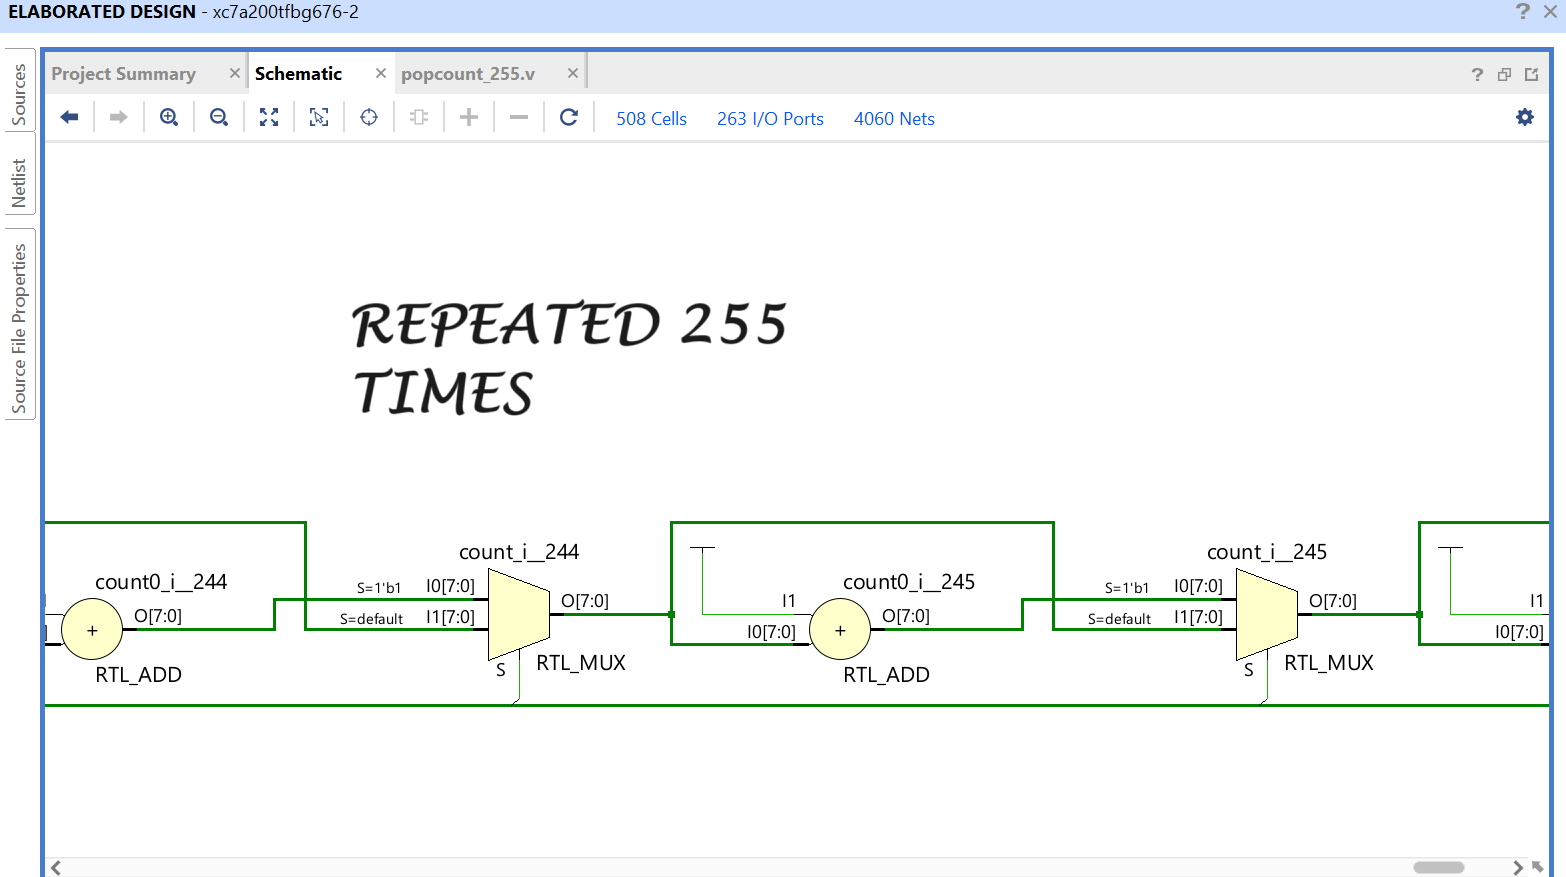 ELABORATED DESIGN - xc7a200tfbg676-2
? ×
Sources
Netlist
Source File Properties
Project Summary × Schematic × popcount_255.v ×
?
508 Cells 263 I/O Ports 4060 Nets
REPEATED 255
TIMES
count_i__244
count_i__245
count0_i__244
S=1'b1 I0[7:0]
count0_i__245
S=1'b1 I0[7:0]
O[7:0]
S=default I1[7:0]
O[7:0]
I1
I0[7:0]
O[7:0]
S=default I1[7:0]
O[7:0]
I1
I0[7:0]
+
+
RTL_ADD
S
RTL_MUX
RTL_ADD
S
RTL_MUX